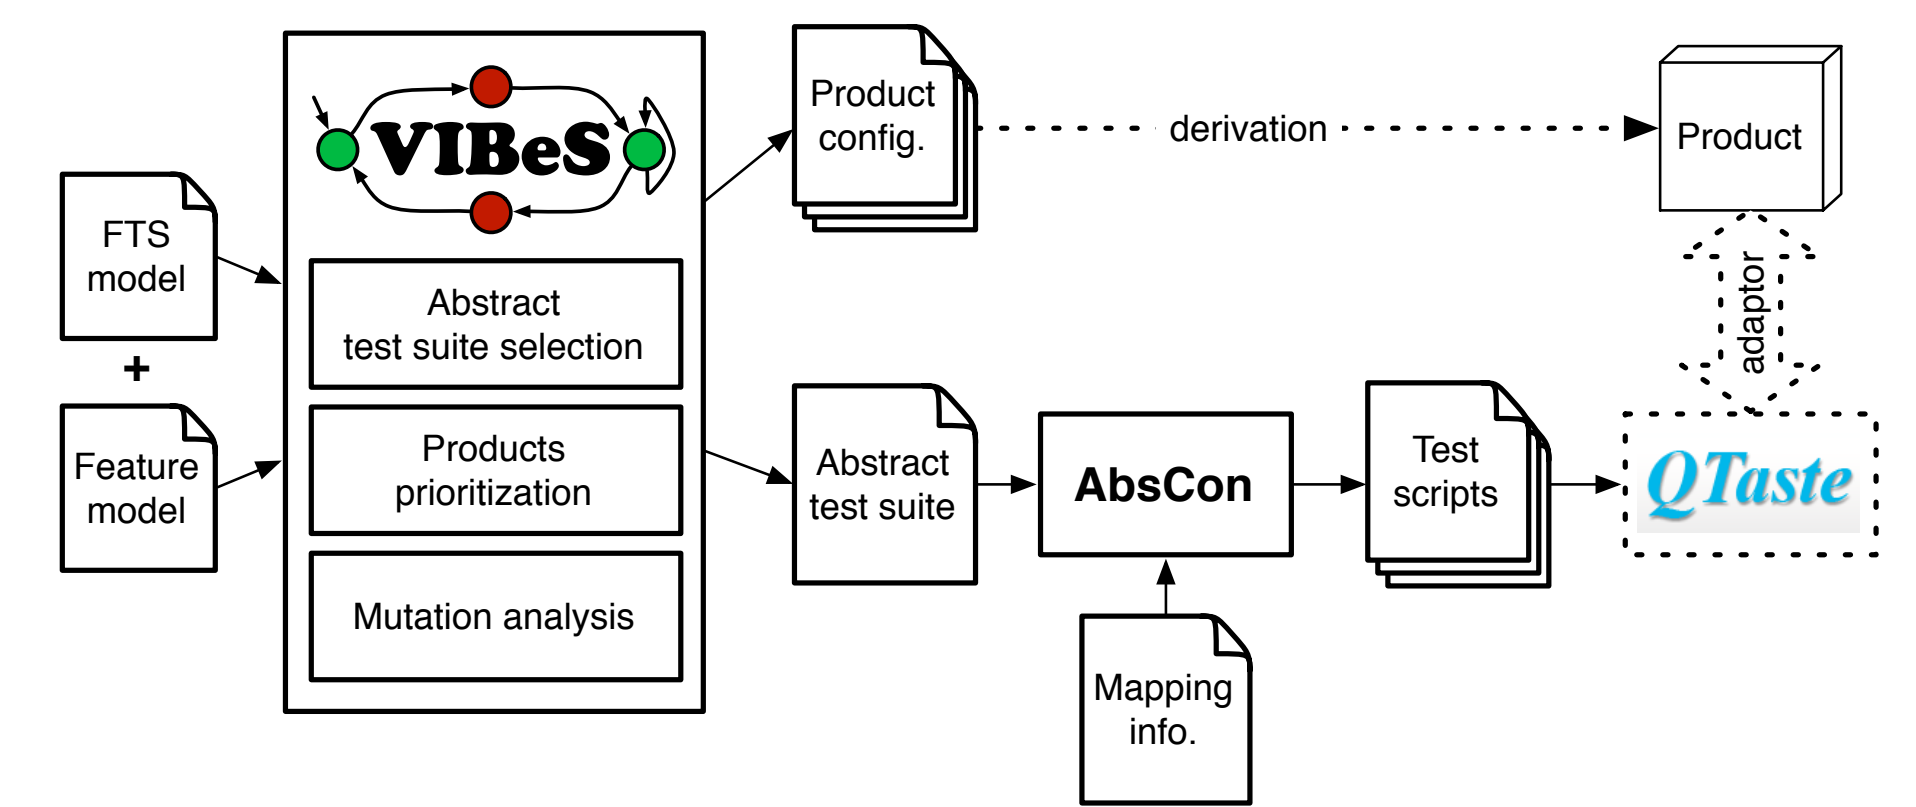 FTS
model
+
Feature
model
VIBeS
Abstract
test suite selection
Products
prioritization
Mutation analysis
Product
config.
derivation
Product
adaptor
Abstract
test suite
AbsCon
Test
scripts
QTaste
Mapping
info.